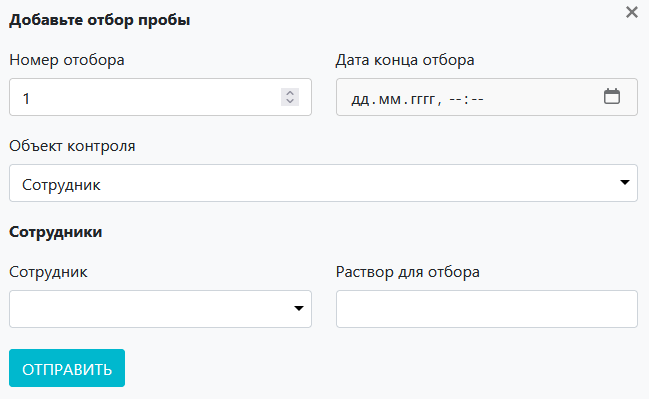 Добавьте отбор пробы
Номер отобора
Дата конца отбора
1
дд.мм.гггг, --:--
Объект контроля
Сотрудник
Сотрудники
Сотрудник
Раствор для отбора
ОТПРАВИТЬ